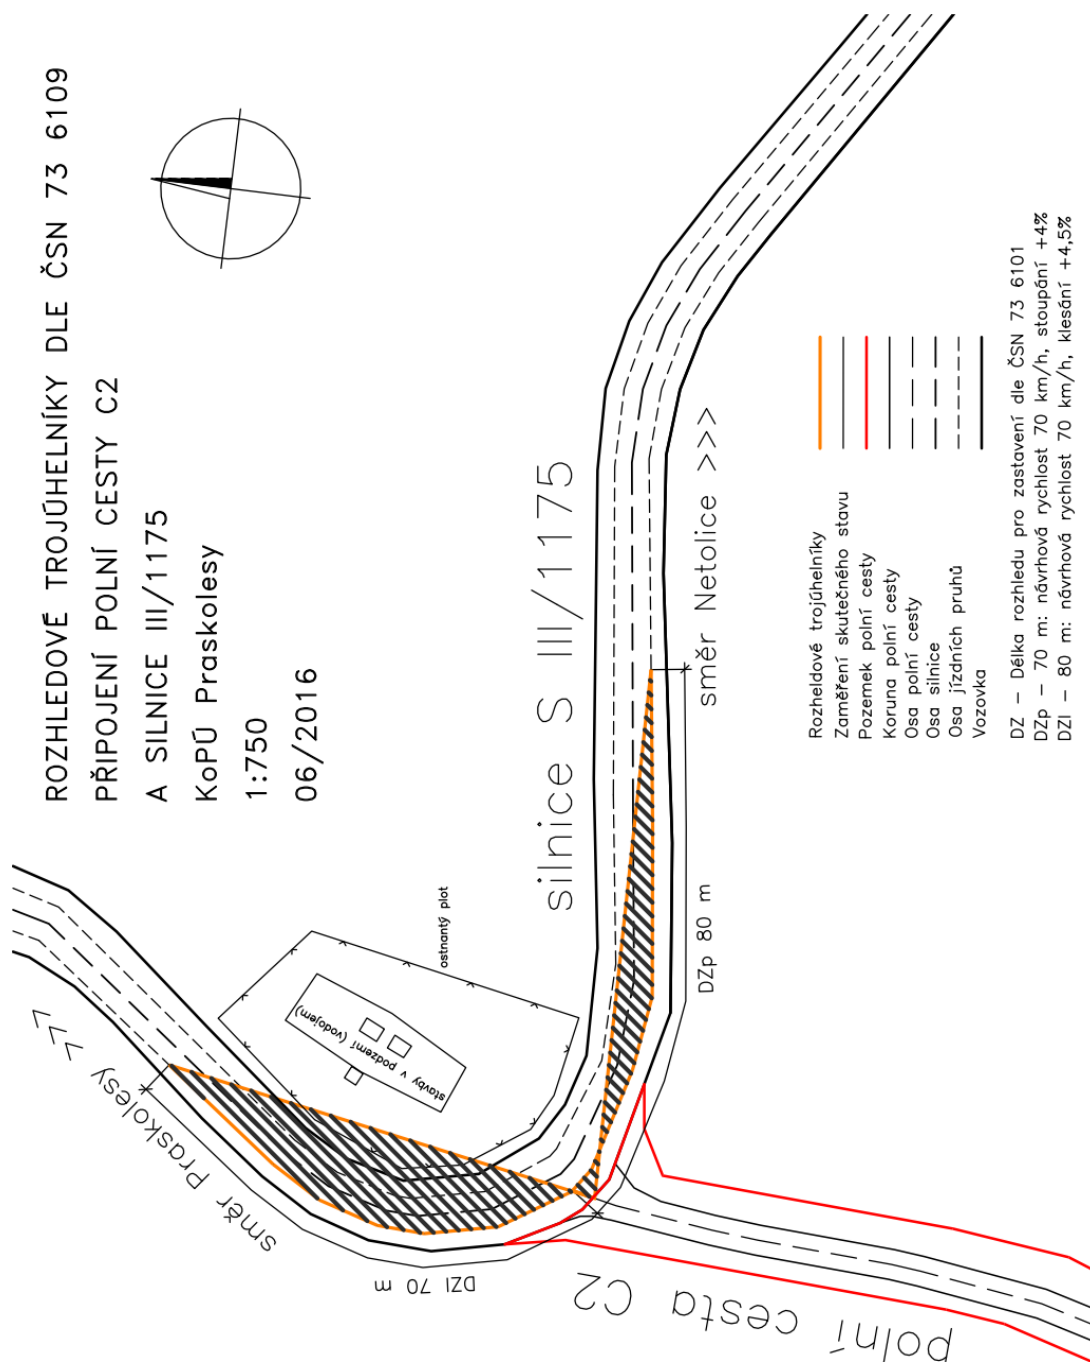 ROZHLEDOVÉ TROJÚHELNÍKY DLE ČSN 73 6109
PŘIPOJENÍ POLNÍ CESTY C2
A SILNICE III/1175
KoPÚ Praskolesy
1:750
06/2016
<<<
směr Praskolesy
ostnantý plot
stavby v podzemí (vodojem)
silnice S III/1175
směr Netolice >>>
DZp 80 m
DZl 70 m
polní cesta C2
Rozheldové trojúhelníky
Zaměření skutečného stavu
Pozemek polní cesty
Koruna polní cesty
Osa polní cesty
Osa silnice
Osa jízdních pruhů
Vozovka
DZ – Délka rozhledu pro zastavení dle ČSN 73 6101
DZp – 70 m: návrhová rychlost 70 km/h, stoupání +4%
DZl – 80 m: návrhová rychlost 70 km/h, klesání +4,5%